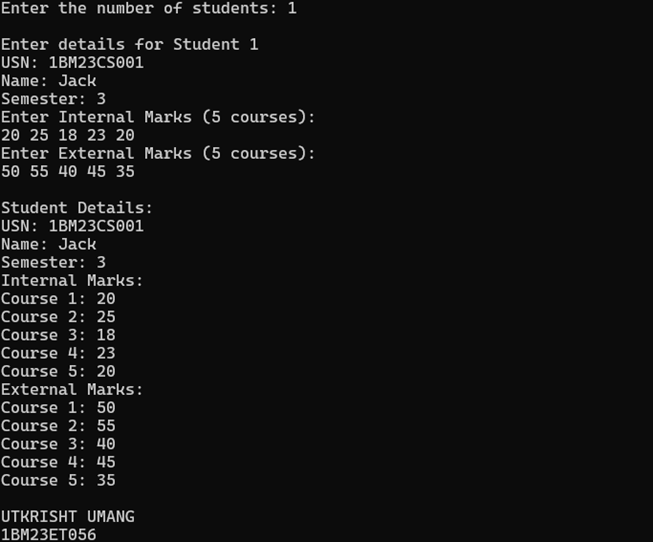 Enter the number of students: 1
Enter details for Student 1
USN: 1BM23CS001
Name: Jack
Semester: 3
Enter Internal Marks (5 courses):
20 25 18 23 20
Enter External Marks (5 courses):
50 55 40 45 35
Student Details:
USN: 1BM23CS001
Name: Jack
Semester: 3
Internal Marks:
Course 1: 20
Course 2: 25
Course 3: 18
Course 4: 23
Course 5: 20
External Marks:
Course 1: 50
Course 2: 55
Course 3: 40
Course 4: 45
Course 5: 35
UTKRISHT UMANG
1BM23ET056